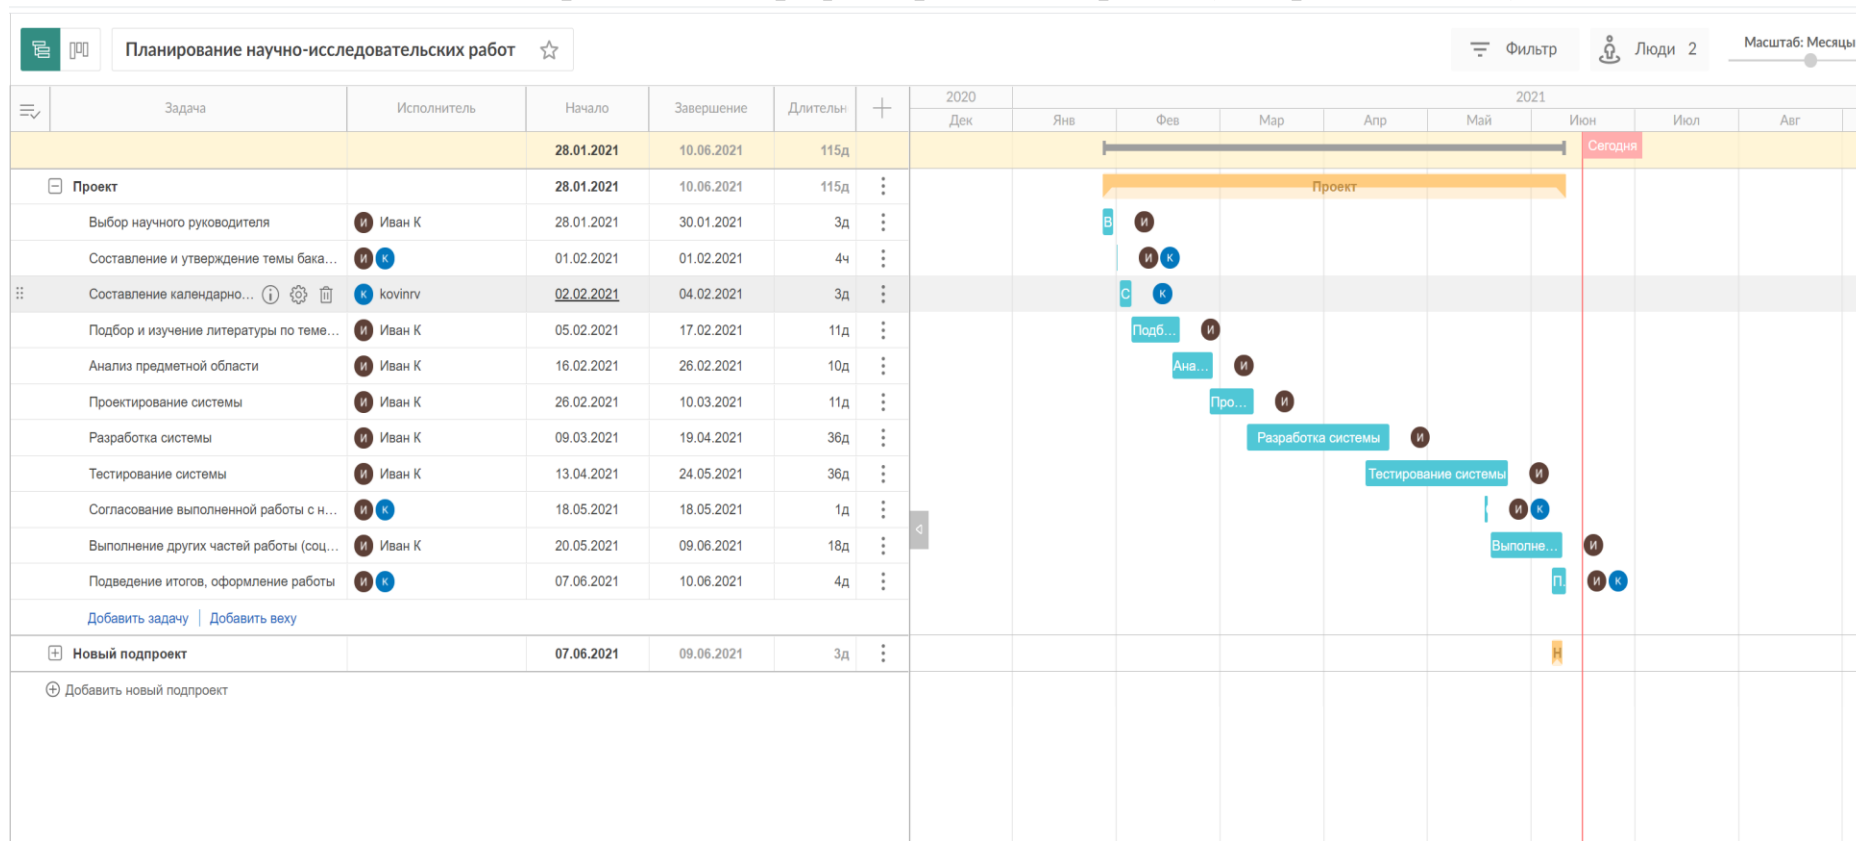 Планирование научно-исследовательских работ
Фильтр
Люди 2
Масштаб: Месяцы
Задача Исполнитель Начало Завершение Длительн
2020 2021
Дек Янв Фев Мар Апр Май Июн Июл Авг
28.01.2021 10.06.2021 115д Сегодня
Проект 28.01.2021 10.06.2021 115д Проект
Выбор научного руководителя И Иван К 28.01.2021 30.01.2021 3д В И
Составление и утверждение темы бака... И К 01.02.2021 01.02.2021 4ч И К
Составление календарно... К kovinrv 02.02.2021 04.02.2021 3д С К
Подбор и изучение литературы по теме... И Иван К 05.02.2021 17.02.2021 11д Подб... И
Анализ предметной области И Иван К 16.02.2021 26.02.2021 10д Ана... И
Проектирование системы И Иван К 26.02.2021 10.03.2021 11д Про... И
Разработка системы И Иван К 09.03.2021 19.04.2021 36д Разработка системы И
Тестирование системы И Иван К 13.04.2021 24.05.2021 36д Тестирование системы И
Согласование выполненной работы с н... И К 18.05.2021 18.05.2021 1д И К
Выполнение других частей работы (соц... И Иван К 20.05.2021 09.06.2021 18д Выполне... И
Подведение итогов, оформление работы И К 07.06.2021 10.06.2021 4д П. И К
Добавить задачу | Добавить веху
Новый подпроект 07.06.2021 09.06.2021 3д Н
Добавить новый подпроект